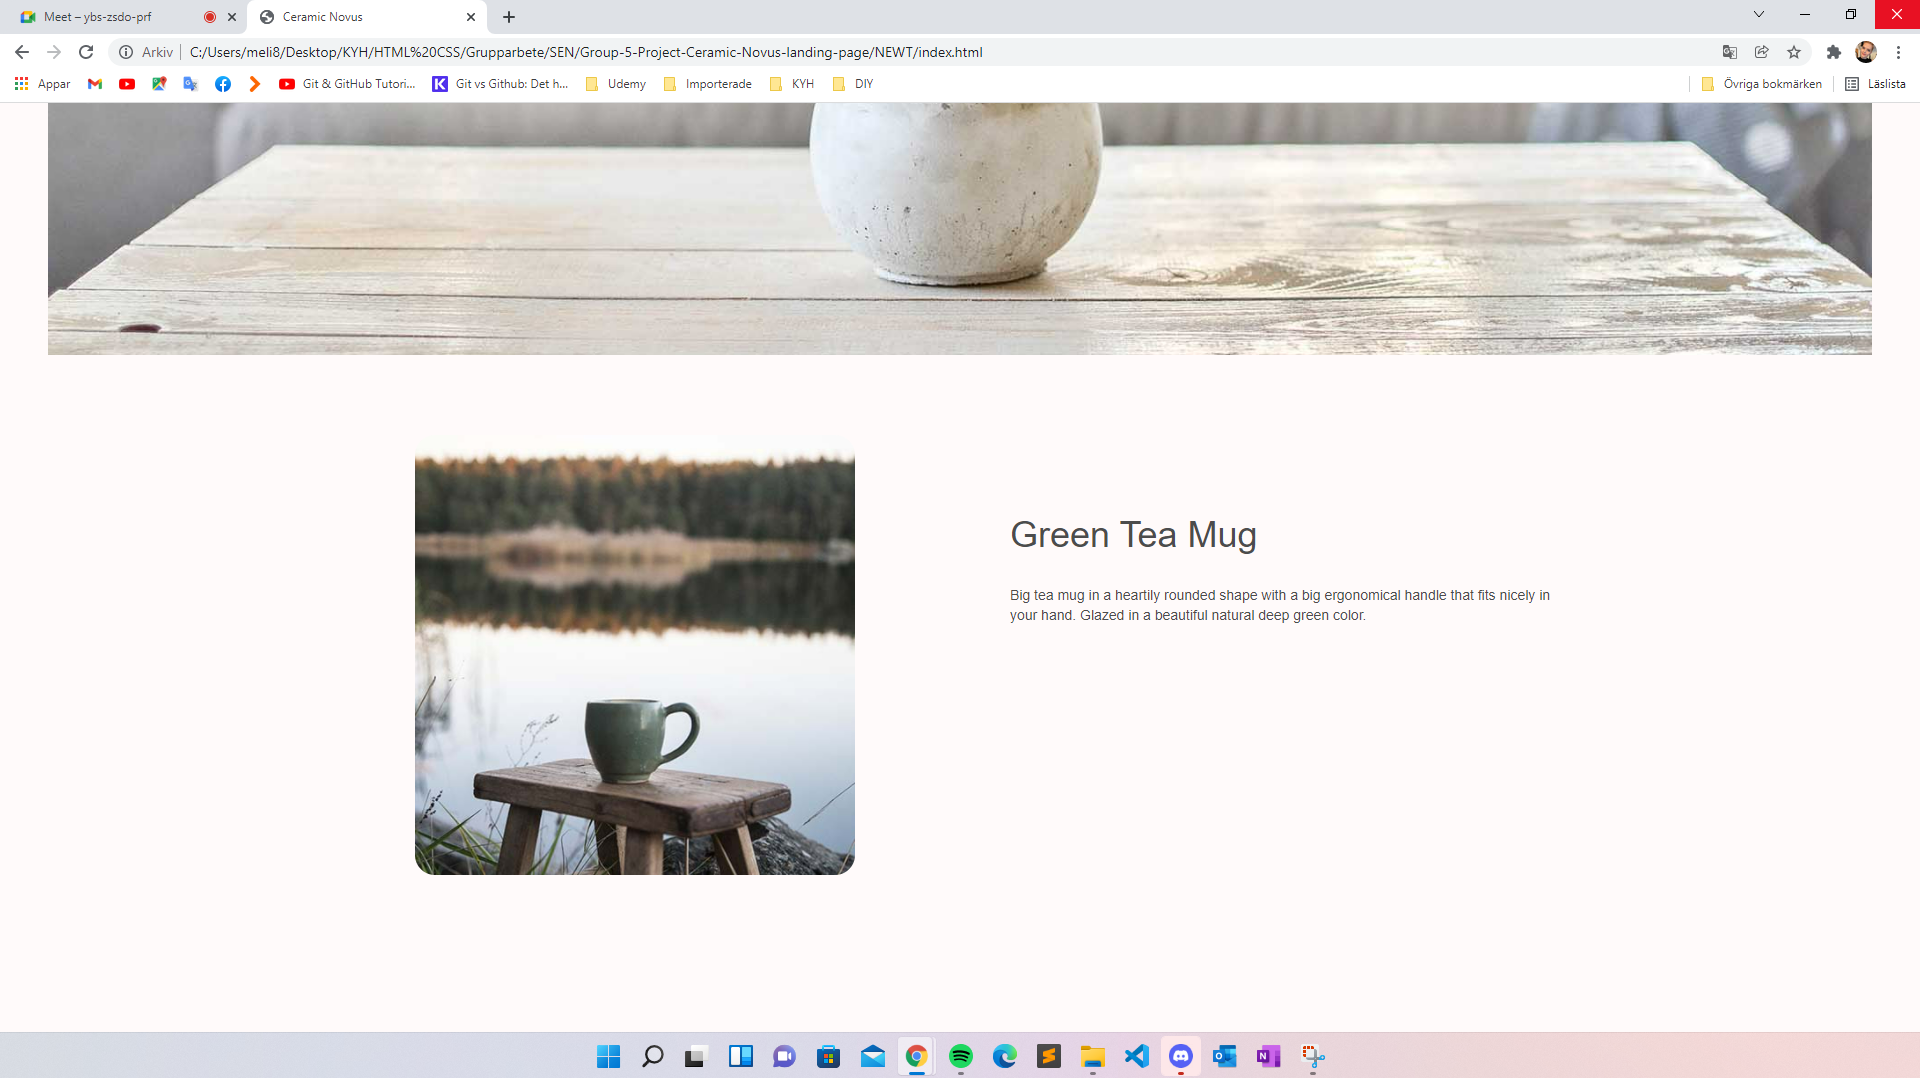 Meet – ybs-zsdo-prf
Ceramic Novus
Arkiv
C:/Users/meli8/Desktop/KYH/HTML%20CSS/Grupparbete/SEN/Group-5-Project-Ceramic-Novus-landing-page/NEWT/index.html
Appar
Git & GitHub Tutori...
K
Git vs Github: Det h...
Udemy
Importerade
KYH
DIY
Övriga bokmärken
Läslista
Green Tea Mug
Big tea mug in a heartily rounded shape with a big ergonomical handle that fits nicely in
your hand. Glazed in a beautiful natural deep green color.